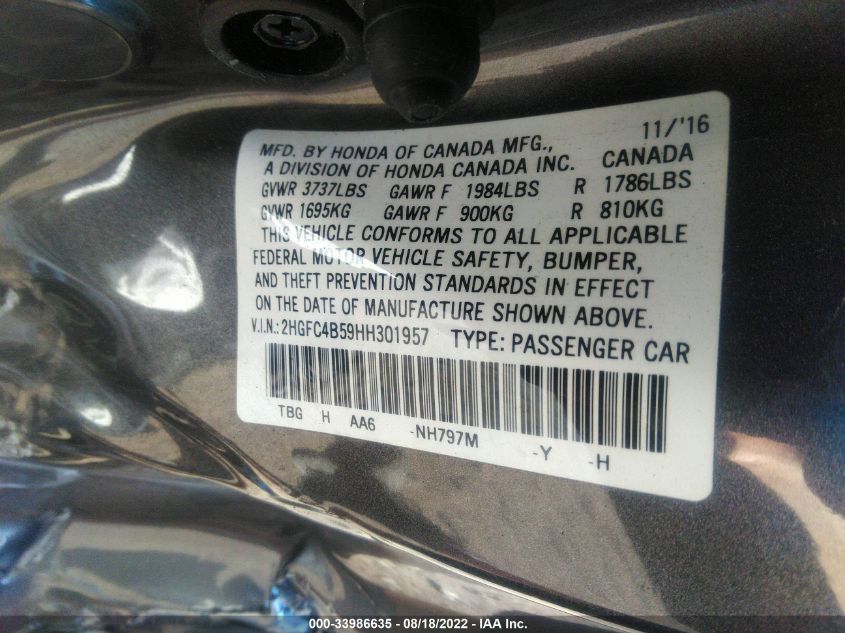 11/'16
MFD. BY HONDA OF CANADA MFG.,
A DIVISION OF HONDA CANADA INC. CANADA
GVWR 3737LBS GAWR F 1984LBS R 1786LBS
GVWR 1695KG GAWR F 900KG R 810KG
THIS VEHICLE CONFORMS TO ALL APPLICABLE
FEDERAL MOTOR VEHICLE SAFETY, BUMPER,
AND THEFT PREVENTION STANDARDS IN EFFECT
ON THE DATE OF MANUFACTURE SHOWN ABOVE.
V.I.N.: 2HGFC4B59HH301957 TYPE: PASSENGER CAR
TBG H AA6 -NH797M -Y -H
000-33986635 - 08/18/2022 - IAA Inc.